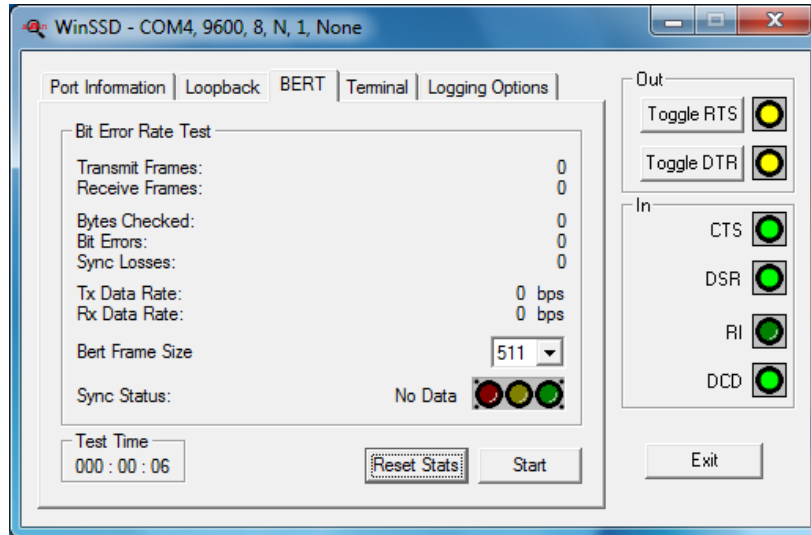 WinSSD - COM4, 9600, 8, N, 1, None
Port Information Loopback BERT Terminal Logging Options
Bit Error Rate Test
Transmit Frames: 0
Receive Frames: 0
Bytes Checked: 0
Bit Errors: 0
Sync Losses: 0
Tx Data Rate: 0 bps
Rx Data Rate: 0 bps
Bert Frame Size 511
Sync Status: No Data
Test Time
000 : 00 : 06
Reset Stats Start
Out
Toggle RTS
Toggle DTR
In
CTS
DSR
RI
DCD
Exit